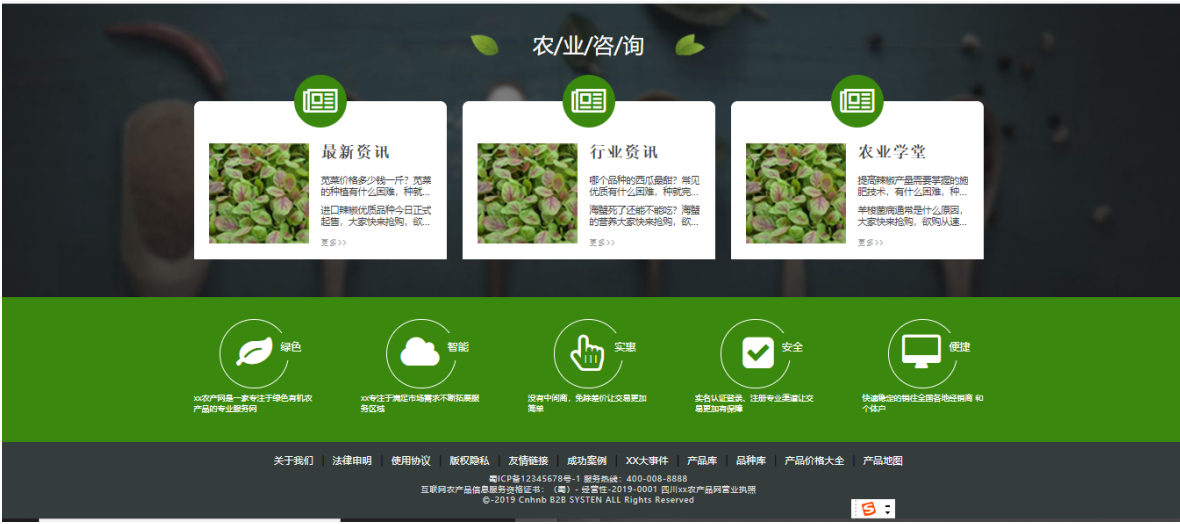 农/业/咨/询
最新资讯
苋菜价格多少钱一斤？苋菜
的种植有什么困难，种就...
进口辣椒优质品种今日正式
起售，大家快来抢购，欲...
更多>>
行业资讯
哪个品种的西瓜最甜？常见
优质有什么困难，种就完...
海蟹死了还能不能吃？海蟹
的营养大家快来抢购，欲...
更多>>
农业学堂
提高辣椒产量需要掌握的施
肥技术，有什么困难，种...
羊梭菌病通常是什么原因，
大家快来抢购，欲购从速...
更多>>
绿色
xx农产网是一家专注于绿色有机农
产品的专业服务网
智能
xx专注于满足市场需求不断拓展服
务区域
实惠
没有中间商，免除差价让交易更加
简单
安全
实名认证登录、注册专业渠道让交
易更加有保障
便捷
快速稳定的销往全国各地经销商 和
个体户
关于我们 | 法律申明 | 使用协议 | 版权隐私 | 友情链接 | 成功案例 | XX大事件 | 产品库 | 品种库 | 产品价格大全 | 产品地图
蜀ICP备12345678号-1 服务热线：400-008-8888
互联网农产品信息服务资格证书：（蜀）- 经营性-2019-0001 四川xx农产品网营业执照
©-2019 Cnhnb B2B SYSTEN ALL Rights Reserved